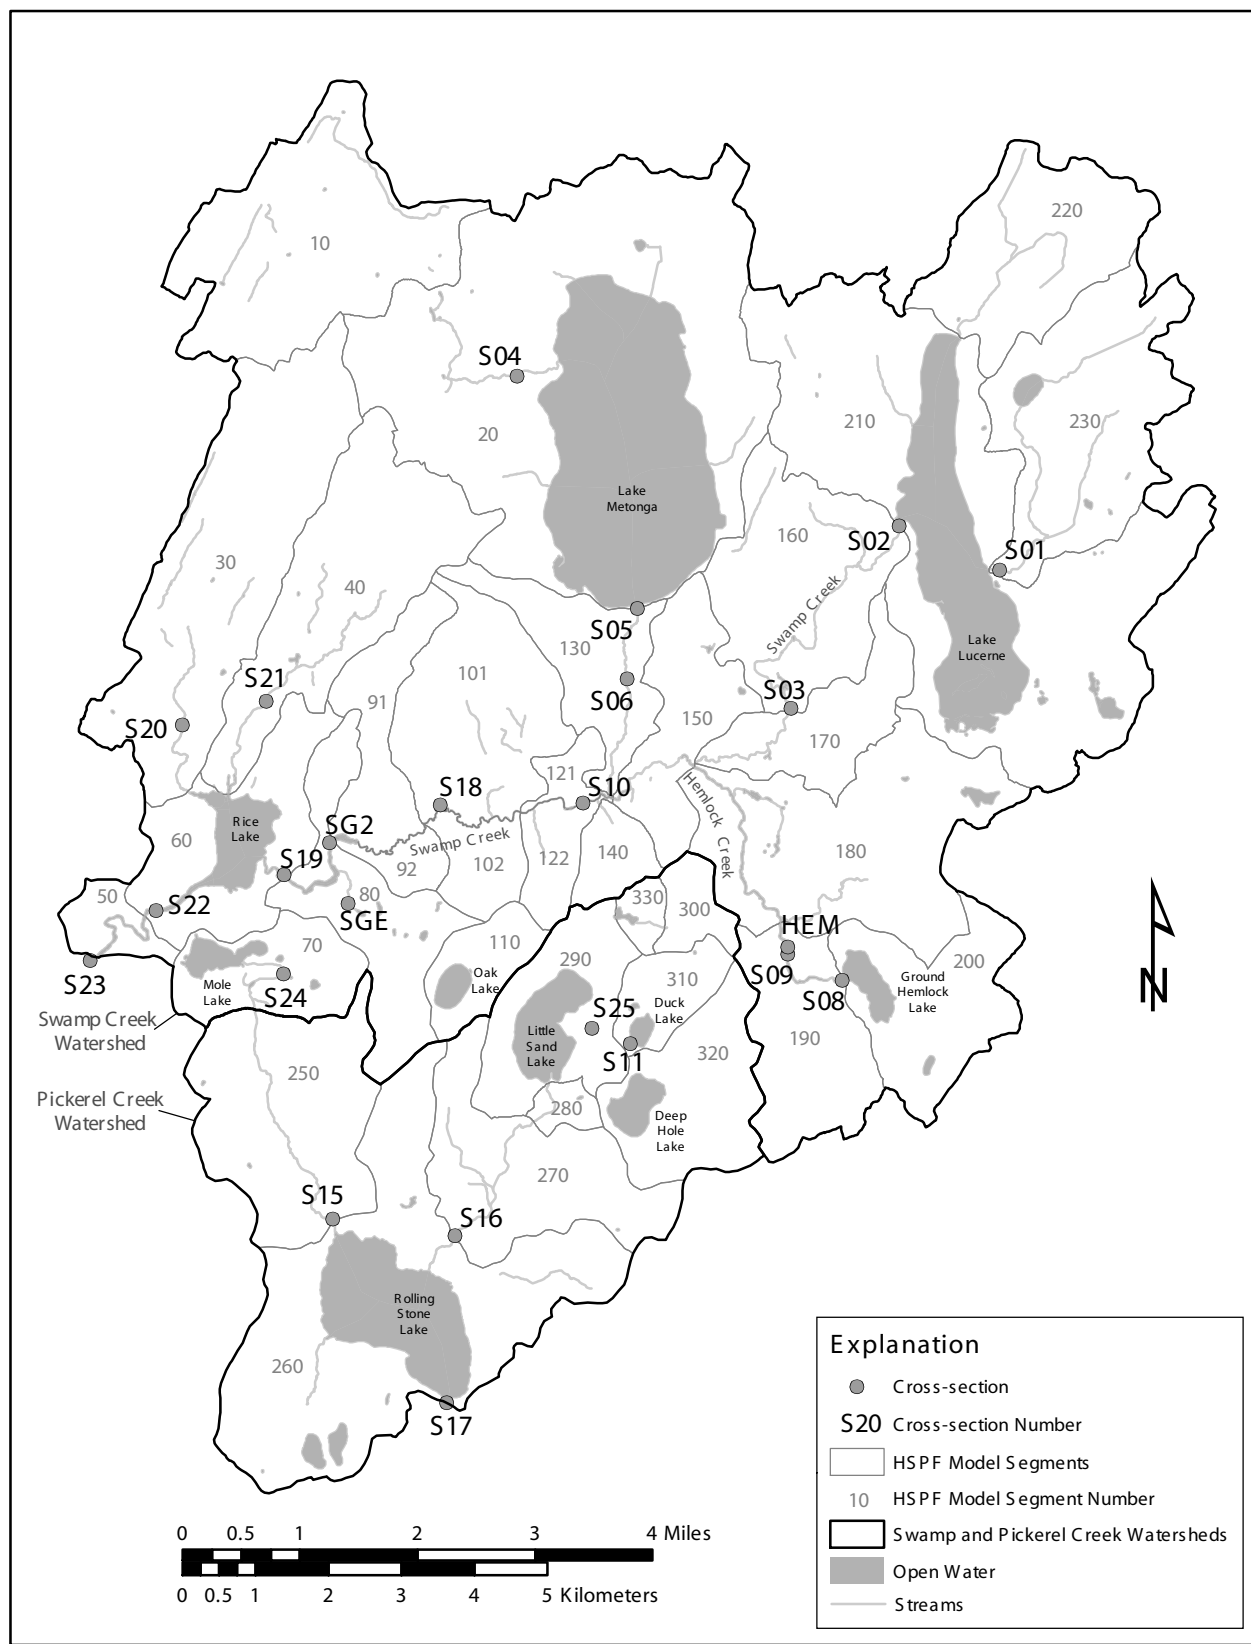 220
10
S04
210
230
20
Lake
Metonga
160
S02
S01
30
40
Swamp Creek
S05
130
Lake
Lucerne
101
S21
91
S06
S03
150
S20
170
121
S10
S18
Hemlock Creek
Rice
Lake
SG2
Swamp Creek
60
S19
92
102
122
140
180
50
S22
80
SGE
330
300
HEM
70
110
290
310
S09
S08
Ground
Hemlock
Lake
200
S23
Mole
Lake
S24
Oak
Lake
S25
Duck
Lake
Swamp Creek
Watershed
Little
Sand
Lake
S11
320
190
250
Pickerel Creek
Watershed
280
Deep
Hole
Lake
270
S15
S16
Rolling
Stone
Lake
260
S17
N
Explanation
Cross-section
S20 Cross-section Number
HSPF Model Segments
10 HSPF Model Segment Number
Swamp and Pickerel Creek Watersheds
Open Water
Streams
0 0.5 1 2 3 4 Miles
0 0.5 1 2 3 4 5 Kilometers